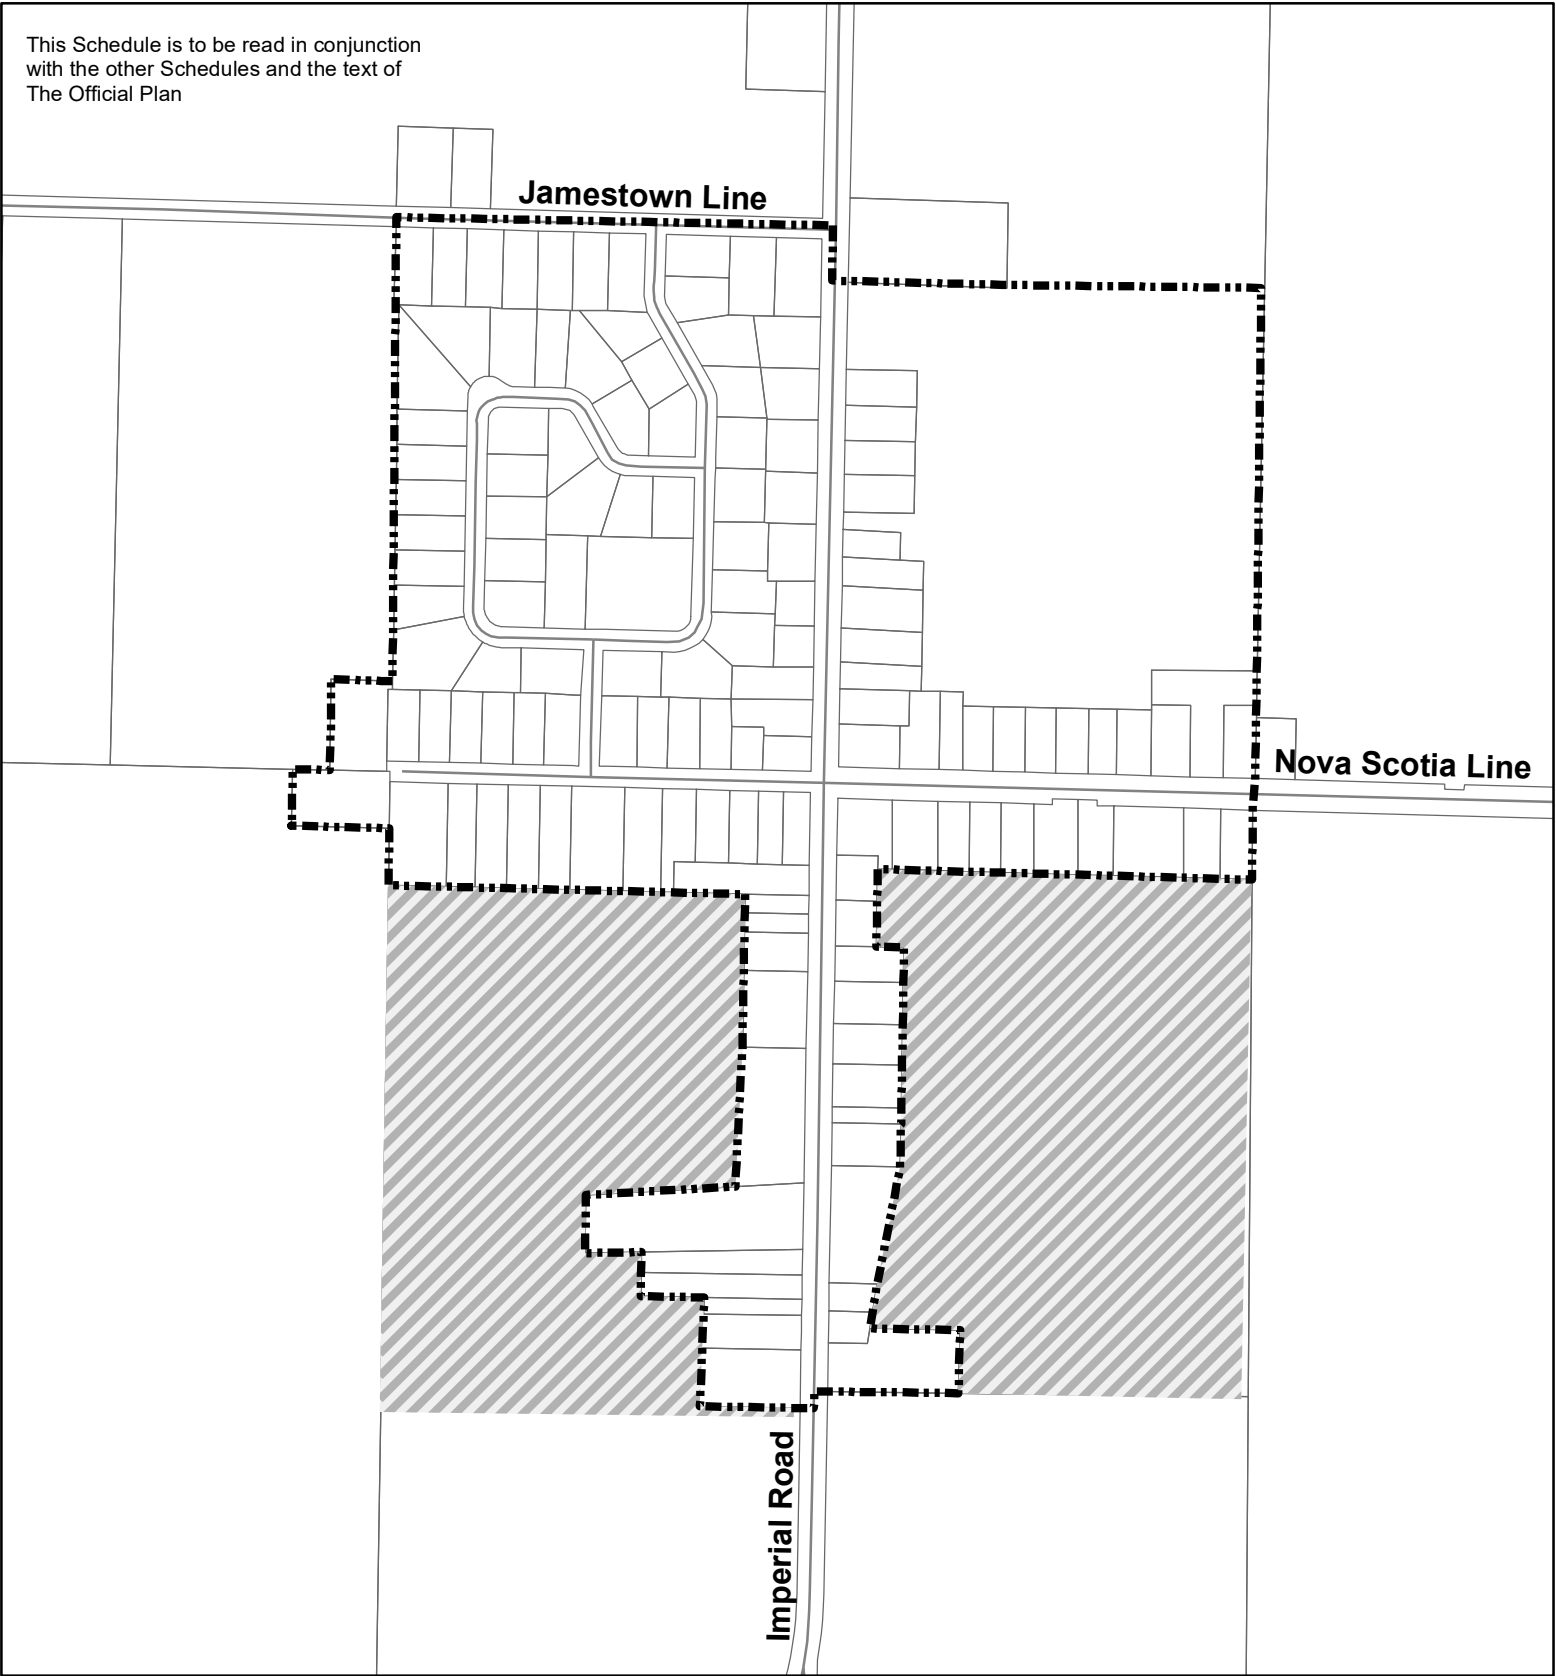 This Schedule is to be read in conjunction
with the other Schedules and the text of
The Official Plan
Jamestown Line
Nova Scotia Line
Imperial Road